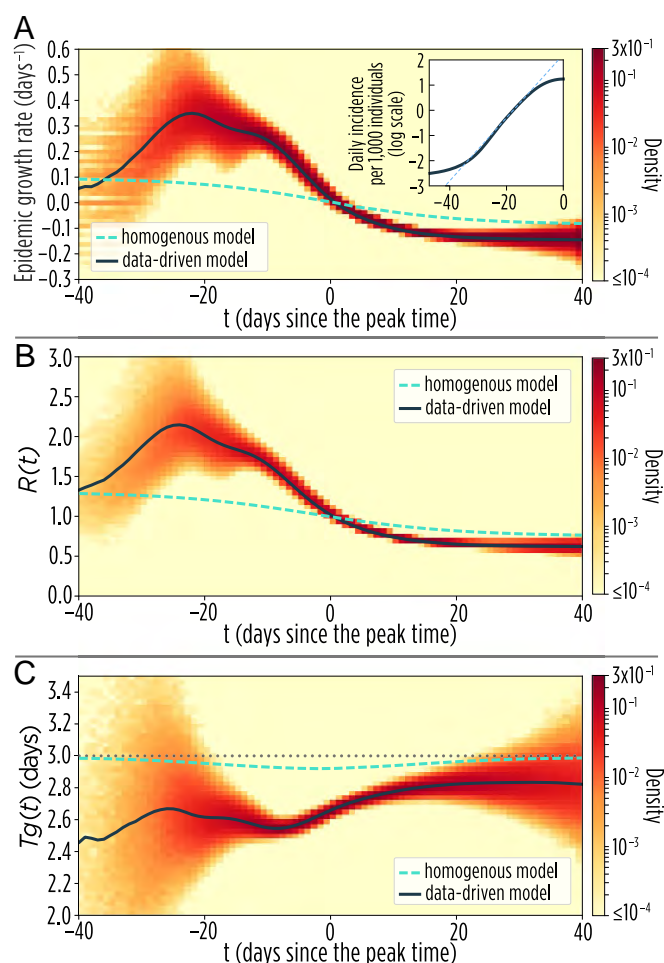 A
Epidemic growth rate (days⁻¹)
0.6
0.5
0.4
0.3
0.2
0.1
0.0
−0.1
−0.2
−0.3
Daily incidence
per 1,000 individuals
(log scale)
2
1
0
−1
−2
−3
−40 −20 0
homogenous model
data-driven model
−40 −20 0 20 40
t (days since the peak time)
3x10⁻¹
10⁻¹
10⁻²
10⁻³
≤10⁻⁴
Density
B
R(t)
3.0
2.5
2.0
1.5
1.0
0.5
0.0
homogenous model
data-driven model
−40 −20 0 20 40
t (days since the peak time)
3x10⁻¹
10⁻¹
10⁻²
10⁻³
≤10⁻⁴
Density
C
Tg(t) (days)
3.4
3.2
3.0
2.8
2.6
2.4
2.2
2.0
homogenous model
data-driven model
−40 −20 0 20 40
t (days since the peak time)
3x10⁻¹
10⁻¹
10⁻²
10⁻³
≤10⁻⁴
Density